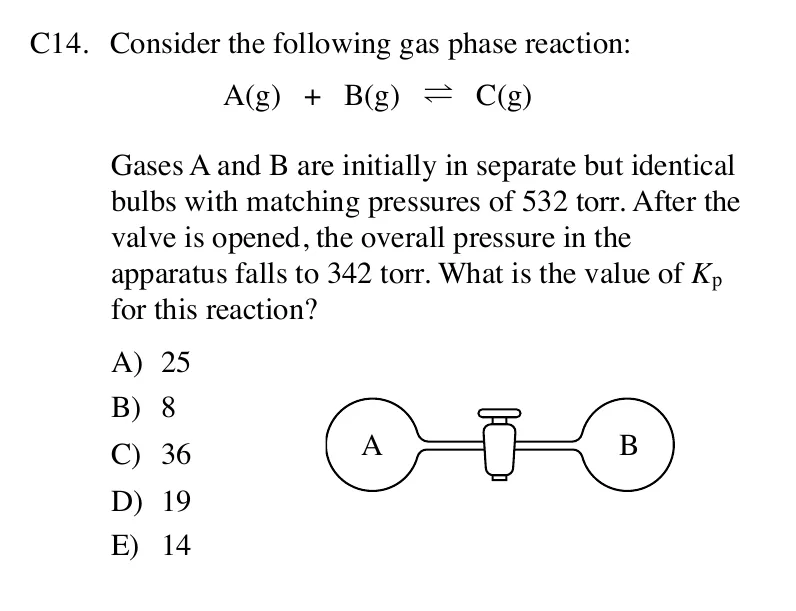 C14. Consider the following gas phase reaction:
A(g) + B(g) ⇌ C(g)
Gases A and B are initially in separate but identical
bulbs with matching pressures of 532 torr. After the
valve is opened, the overall pressure in the
apparatus falls to 342 torr. What is the value of Kp
for this reaction?
A) 25
B) 8
C) 36
D) 19
E) 14
A B